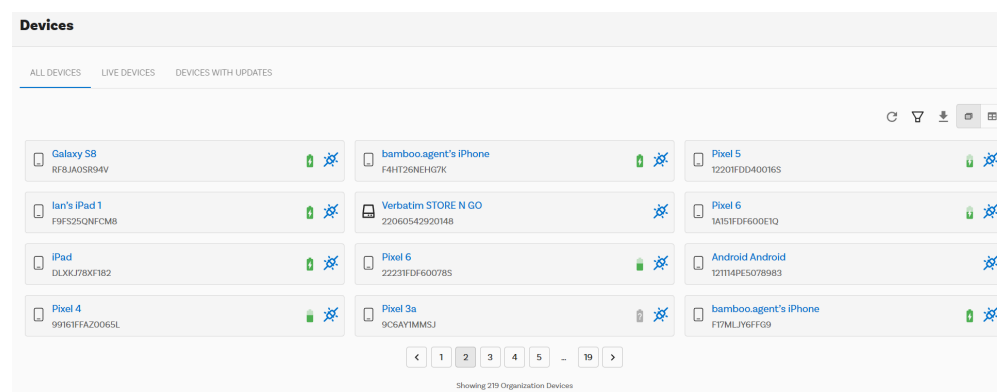 Devices
ALL DEVICES LIVE DEVICES DEVICES WITH UPDATES
Galaxy S8
RF8JA0SR94V
bamboo.agent's iPhone
F4HT26NEHG7K
Pixel 5
12201FDD40016S
Ian's iPad 1
F9FS25QNFCM8
Verbatim STORE N GO
22060542920148
Pixel 6
1A151FDF600E1Q
iPad
DLXKJ78XF182
Pixel 6
22231FDF60078S
Android Android
121114PE5078983
Pixel 4
99161FFAZ0065L
Pixel 3a
9C6AY1MMSJ
bamboo.agent's iPhone
F17MLJY6FFG9
1 2 3 4 5 .. 19
Showing 219 Organization Devices